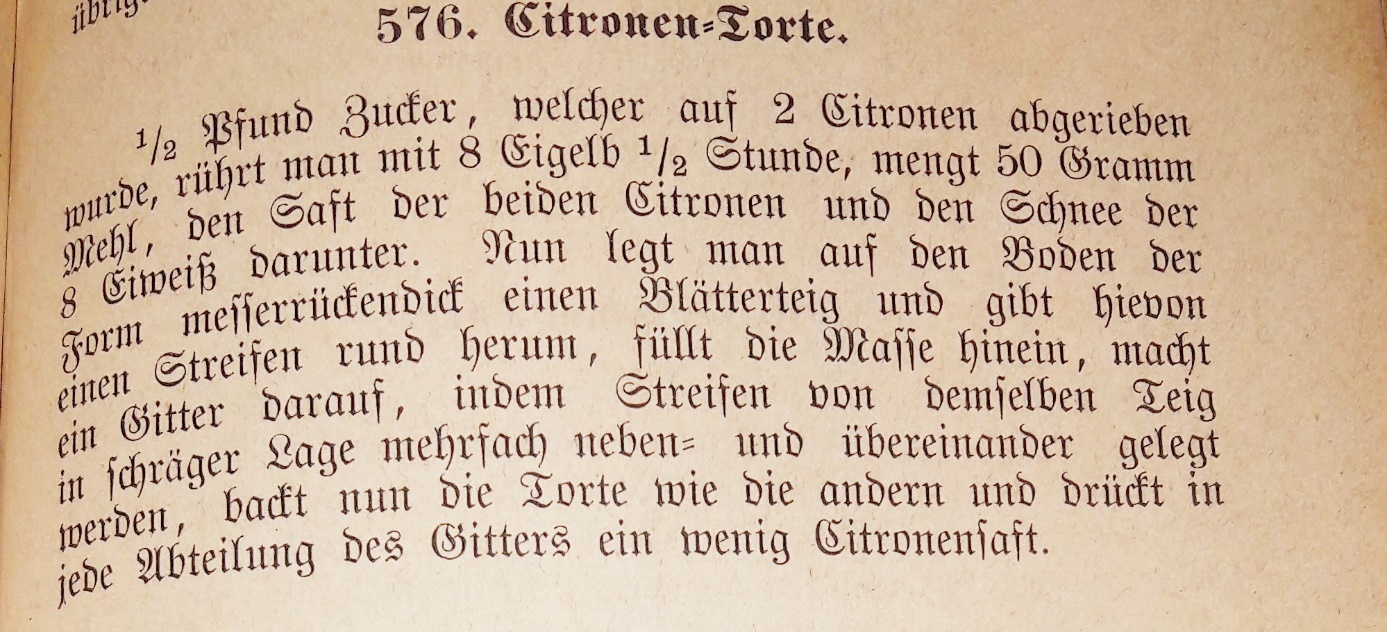 übrig
576. Citronen-Torte.
1/2 Pfund Zucker, welcher auf 2 Citronen abgerieben
wurde, rührt man mit 8 Eigelb 1/2 Stunde, mengt 50 Gramm
Mehl, den Saft der beiden Citronen und den Schnee der
8 Eiweiß darunter. Nun legt man auf den Boden der
Form messerrückendick einen Blätterteig und gibt hievon
einen Streifen rund herum, füllt die Masse hinein, macht
ein Gitter darauf, indem Streifen von demselben Teig
in schräger Lage mehrfach neben- und übereinander gelegt
werden, backt nun die Torte wie die andern und drückt in
jede Abteilung des Gitters ein wenig Citronensaft.